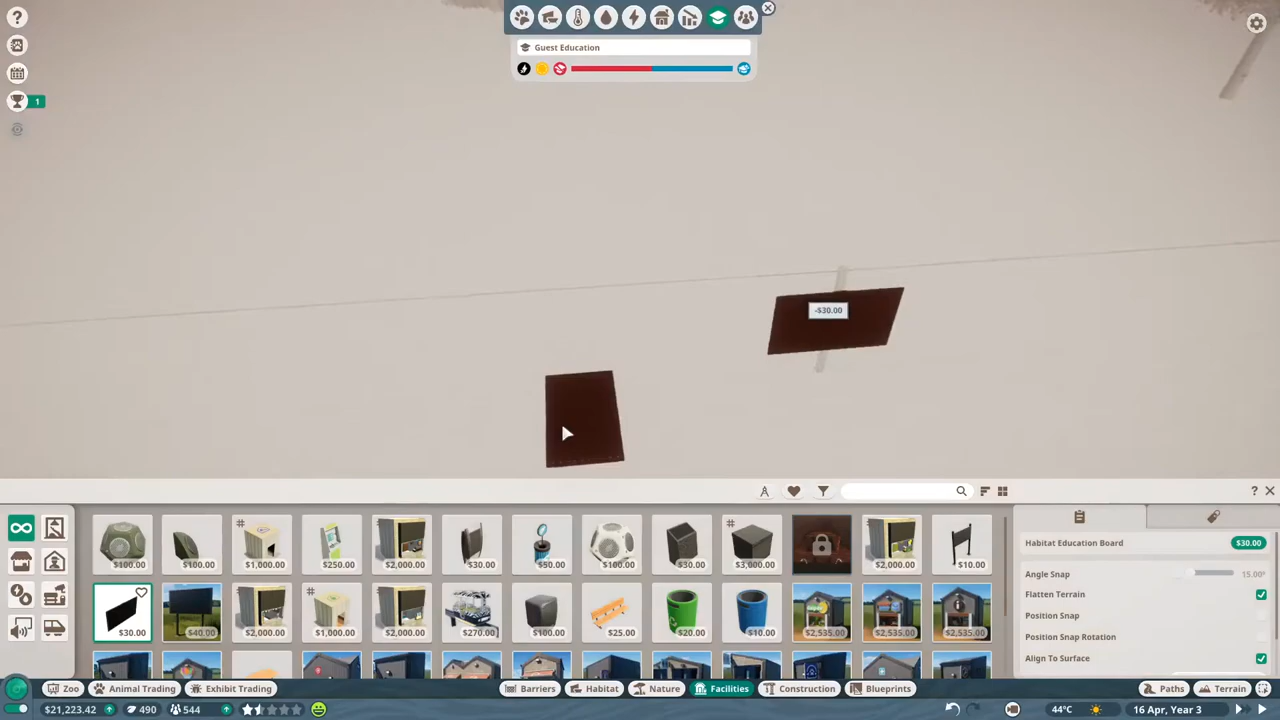 ?
1
Guest Education
-$30.00
?
$100.00
$100.00
#
$1,000.00
$250.00
#
$2,000.00
$30.00
$50.00
$100.00
$30.00
#
$3,000.00
$2,000.00
$10.00
$30.00
$40.00
#
$2,000.00
#
$1,000.00
$2,000.00
$270.00
$100.00
$25.00
$20.00
$10.00
$2,535.00
$2,535.00
$2,535.00
Habitat Education Board
$30.00
Angle Snap
15.00°
Flatten Terrain
Position Snap
Position Snap Rotation
Align To Surface
Zoo
Animal Trading
Exhibit Trading
Barriers
Habitat
Nature
Facilities
Construction
Blueprints
Paths
Terrain
$21,223.42
490
544
44°C
16 Apr, Year 3